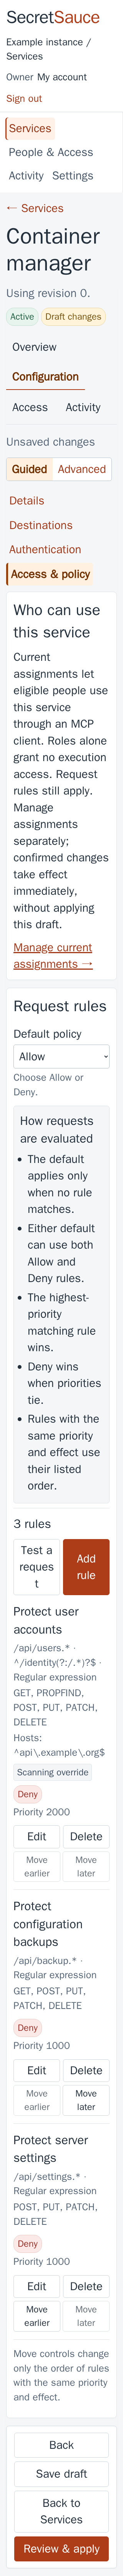 SecretSauce
Example instance /
Services
Owner My account
Sign out
Services
People & Access
Activity Settings
← Services
Container
manager
Using revision 0.
Active Draft changes
Overview
Configuration
Access Activity
Unsaved changes
Guided Advanced
Details
Destinations
Authentication
Access & policy
Who can use
this service
Current
assignments let
eligible people use
this service
through an MCP
client. Roles alone
grant no execution
access. Request
rules still apply.
Manage
assignments
separately;
confirmed changes
take effect
immediately,
without applying
this draft.
Manage current
assignments →
Request rules
Default policy
Allow
Choose Allow or
Deny.
How requests
are evaluated
• The default
applies only
when no rule
matches.
• Either default
can use both
Allow and
Deny rules.
• The highest-
priority
matching rule
wins.
• Deny wins
when priorities
tie.
• Rules with the
same priority
and effect use
their listed
order.
3 rules
Test a
reques
t
Add
rule
Protect user
accounts
/api/users.* ·
^/identity(?:/.*)?$ ·
Regular expression
GET, PROPFIND,
POST, PUT, PATCH,
DELETE
Hosts:
^api\.example\.org$
Scanning override
Deny
Priority 2000
Edit Delete
Move
earlier
Move
later
Protect
configuration
backups
/api/backup.* ·
Regular expression
GET, POST, PUT,
PATCH, DELETE
Deny
Priority 1000
Edit Delete
Move
earlier
Move
later
Protect server
settings
/api/settings.* ·
Regular expression
POST, PUT, PATCH,
DELETE
Deny
Priority 1000
Edit Delete
Move
earlier
Move
later
Move controls change
only the order of rules
with the same priority
and effect.
Back
Save draft
Back to
Services
Review & apply